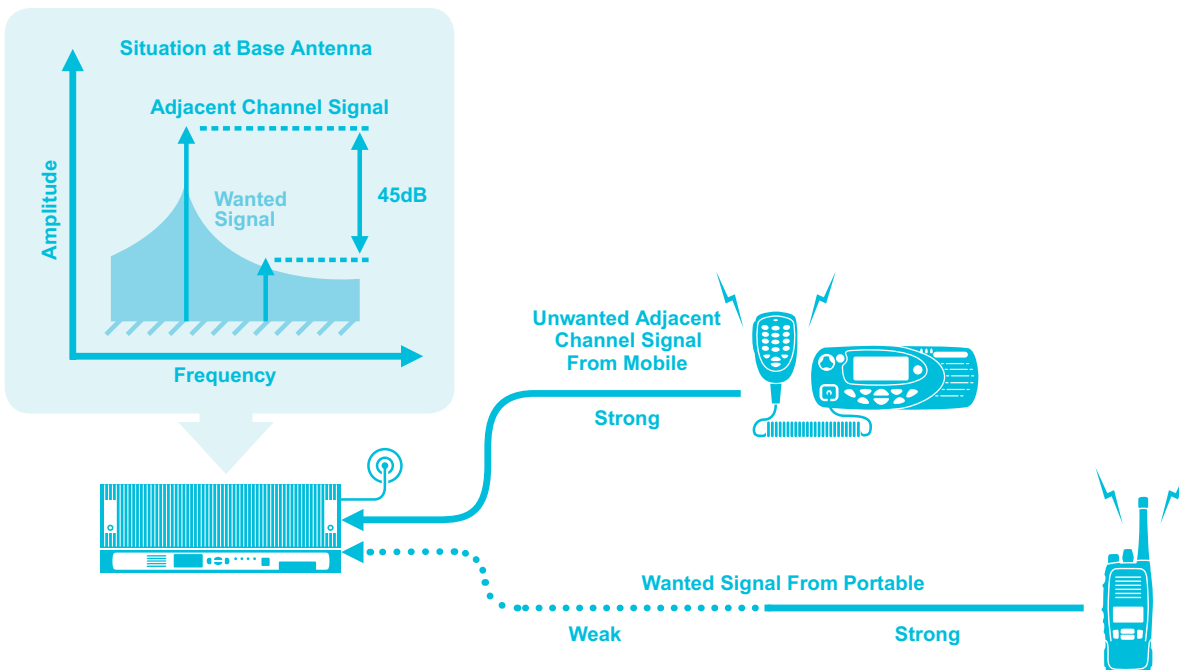 Situation at Base Antenna
Adjacent Channel Signal
Amplitude
Wanted
Signal
45dB
Frequency
Unwanted Adjacent
Channel Signal
From Mobile
Strong
Wanted Signal From Portable
Weak
Strong